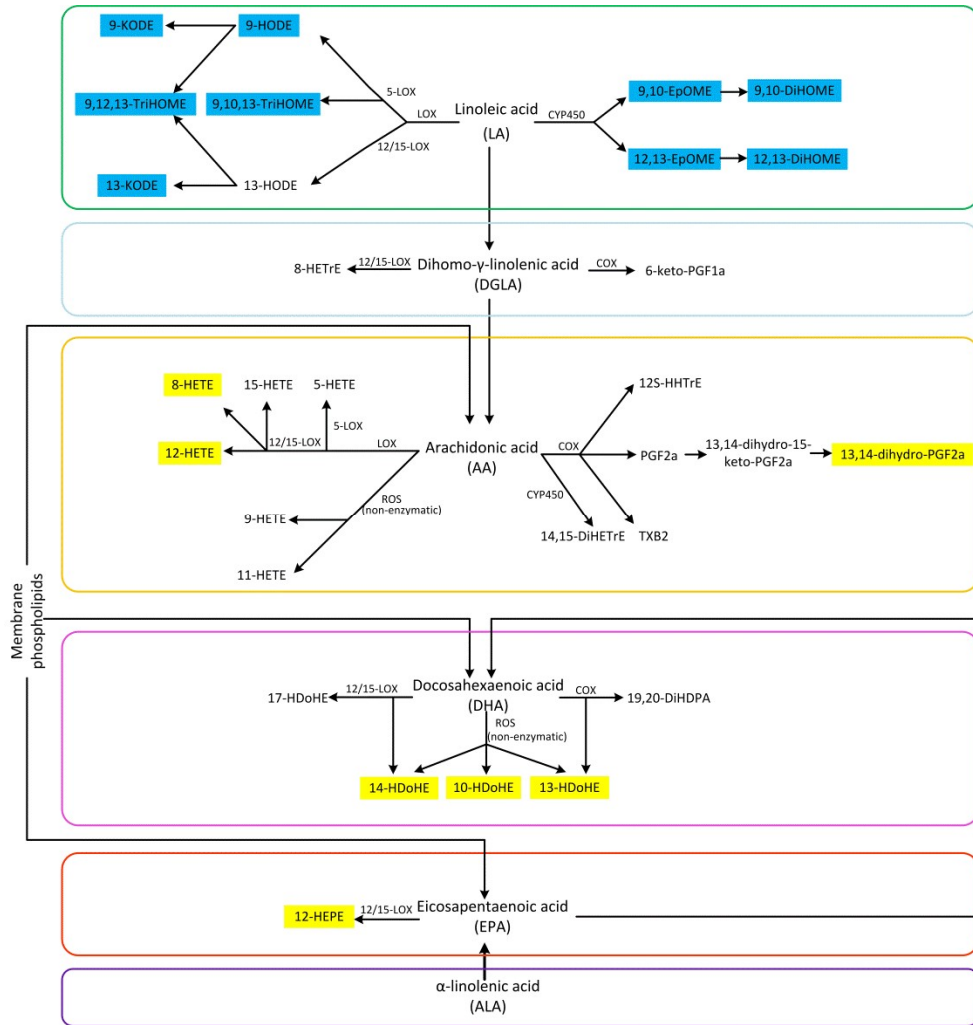 9-KODE
9-HODE
5-LOX
9,12,13-TriHOME
9,10,13-TriHOME
LOX
Linoleic acid
(LA)
CYP450
9,10-EpOME
9,10-DiHOME
12/15-LOX
12,13-EpOME
12,13-DiHOME
13-KODE
13-HODE
8-HETrE
12/15-LOX
Dihomo-γ-linolenic acid
(DGLA)
COX
6-keto-PGF1a
8-HETE
15-HETE
5-HETE
12S-HHTrE
5-LOX
12-HETE
12/15-LOX
LOX
Arachidonic acid
(AA)
COX
PGF2a
13,14-dihydro-15-
keto-PGF2a
13,14-dihydro-PGF2a
CYP450
ROS
(non-enzymatic)
9-HETE
14,15-DiHETrE
TXB2
11-HETE
Membrane
phospholipids
17-HDoHE
12/15-LOX
Docosahexaenoic acid
(DHA)
COX
19,20-DiHDPA
ROS
(non-enzymatic)
14-HDoHE
10-HDoHE
13-HDoHE
12-HEPE
12/15-LOX
Eicosapentaenoic acid
(EPA)
α-linolenic acid
(ALA)